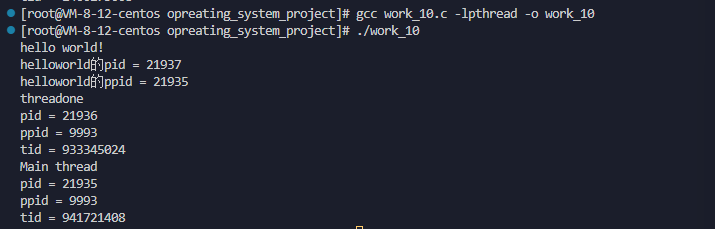 [root@VM-8-12-centos opreating_system_project]# gcc work_10.c -lpthread -o work_10
[root@VM-8-12-centos opreating_system_project]# ./work_10
hello world!
helloworld的pid = 21937
helloworld的ppid = 21935
threadone
pid = 21936
ppid = 9993
tid = 933345024
Main thread
pid = 21935
ppid = 9993
tid = 941721408